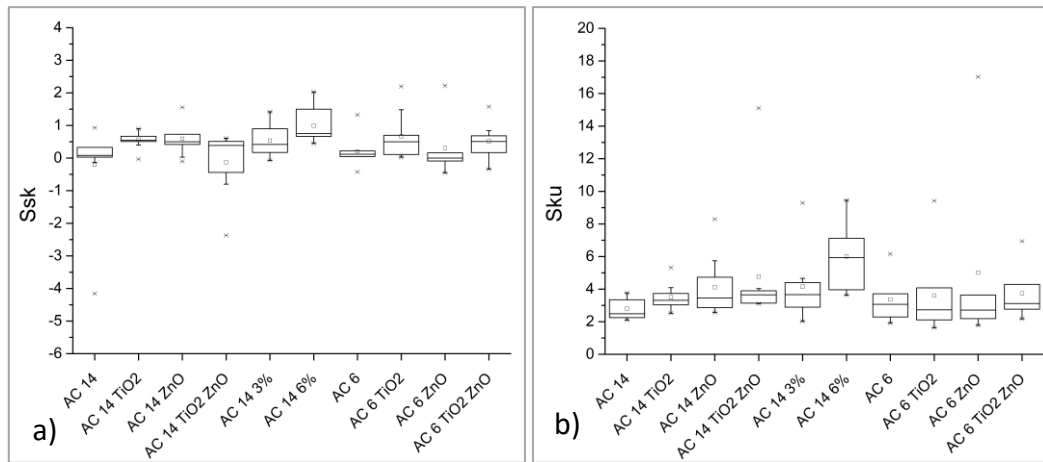 4
3
2
1
0
-1
-2
-3
-4
-5
-6
Ssk
AC 14
AC 14 TiO2
AC 14 ZnO
AC 14 TiO2 ZnO
AC 14 3%
AC 14 6%
AC 6
AC 6 TiO2
AC 6 ZnO
AC 6 TiO2 ZnO
a)
20
18
16
14
12
10
8
6
4
2
0
Sku
AC 14
AC 14 TiO2
AC 14 ZnO
AC 14 TiO2 ZnO
AC 14 3%
AC 14 6%
AC 6
AC 6 TiO2
AC 6 ZnO
AC 6 TiO2 ZnO
b)